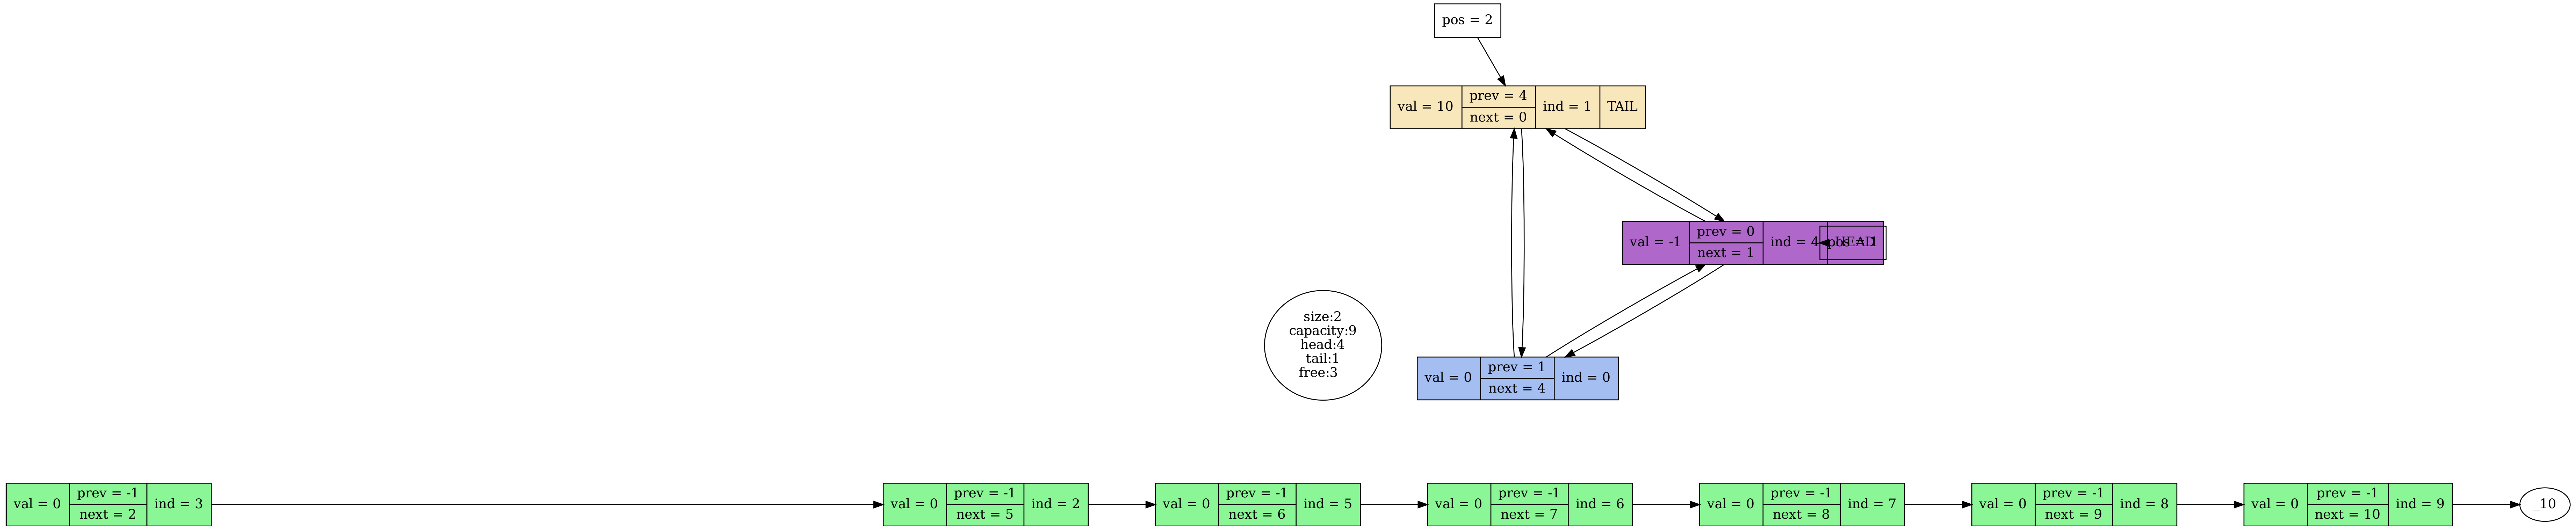 pos = 2
val = 10
prev = 4
next = 0
ind = 1
TAIL
val = -1
prev = 0
next = 1
ind = 4
HEAD
pos = 1
size:2
capacity:9
head:4
tail:1
free:3
val = 0
prev = 1
next = 4
ind = 0
val = 0
prev = -1
next = 2
ind = 3
val = 0
prev = -1
next = 5
ind = 2
val = 0
prev = -1
next = 6
ind = 5
val = 0
prev = -1
next = 7
ind = 6
val = 0
prev = -1
next = 8
ind = 7
val = 0
prev = -1
next = 9
ind = 8
val = 0
prev = -1
next = 10
ind = 9
_10